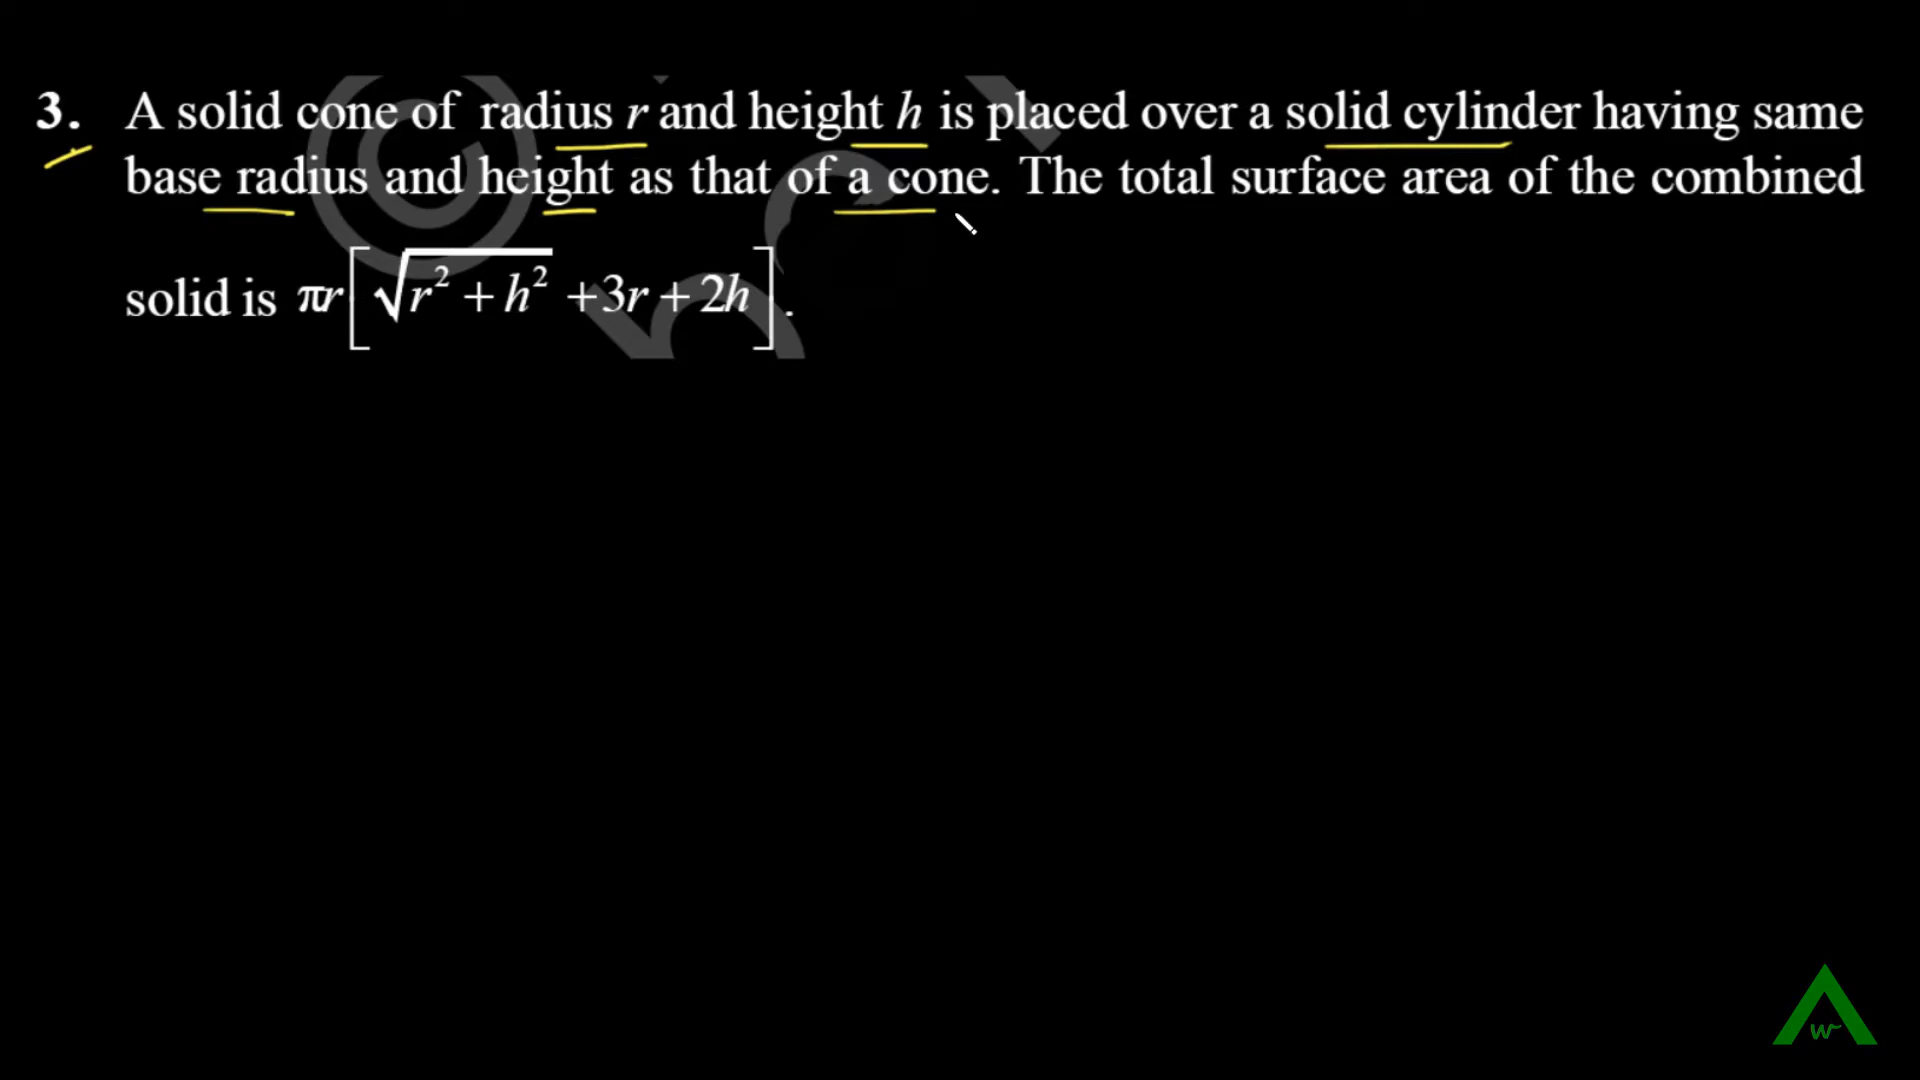 3. A solid cone of radius r and height h is placed over a solid cylinder having same
base radius and height as that of a cone. The total surface area of the combined
solid is πr[√(r² + h²) + 3r + 2h].
w